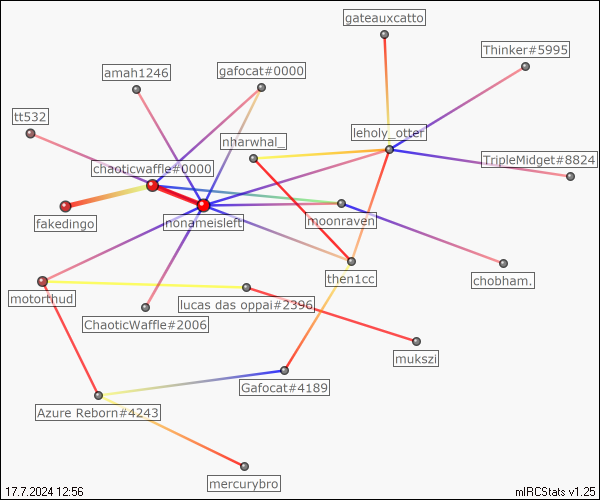 gateauxcatto
Thinker#5995
gafocat#0000
amah1246
tt532
leholy_otter
nharwhal_
TripleMidget#8824
chaoticwaffle#0000
fakedingo
nonameisleft
moonraven
then1cc
chobham.
motorthud
lucas das oppai#2396
ChaoticWaffle#2006
mukszi
Gafocat#4189
Azure Reborn#4243
mercurybro
17.7.2024 12:56
mIRCStats v1.25